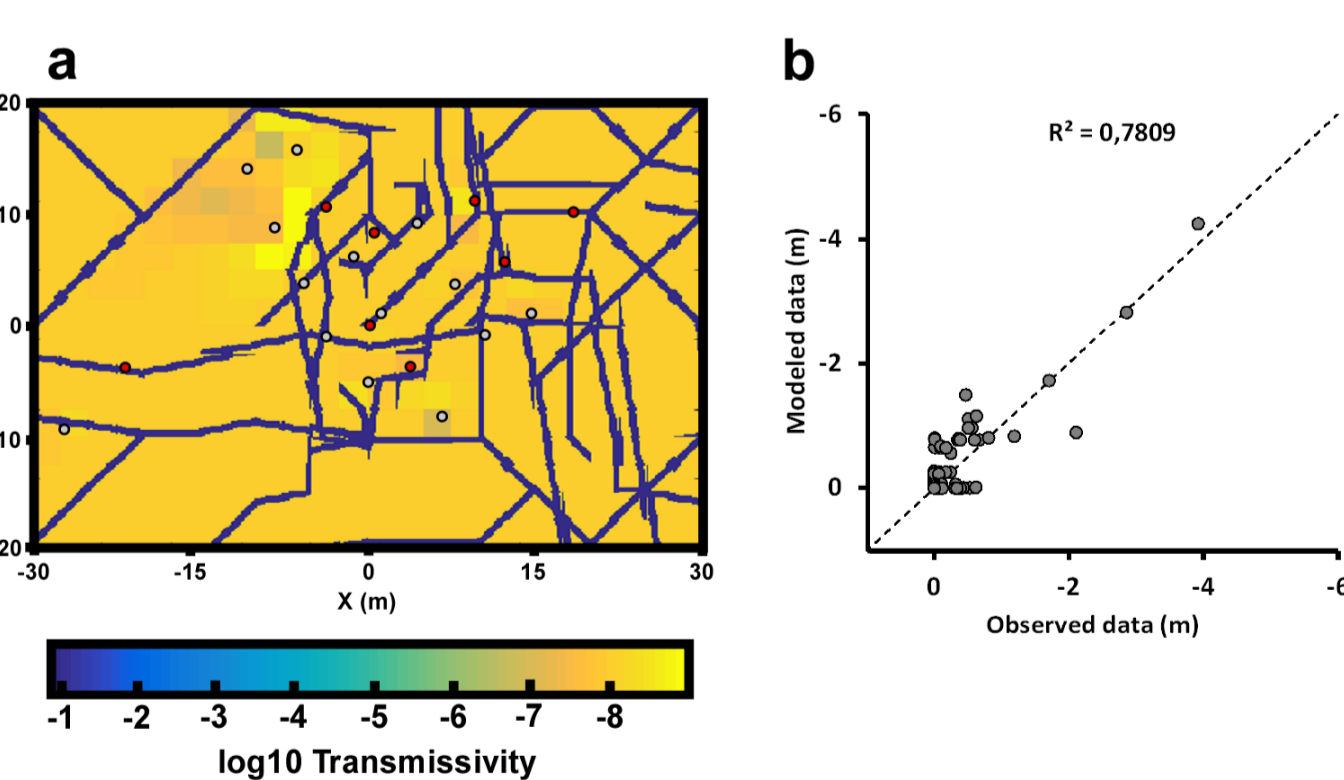 a
20
10
0
10
20
-30 -15 0 15 30
X (m)
-1 -2 -3 -4 -5 -6 -7 -8
log10 Transmissivity
b
R² = 0,7809
-6
-4
-2
0
Modeled data (m)
0 -2 -4 -6
Observed data (m)